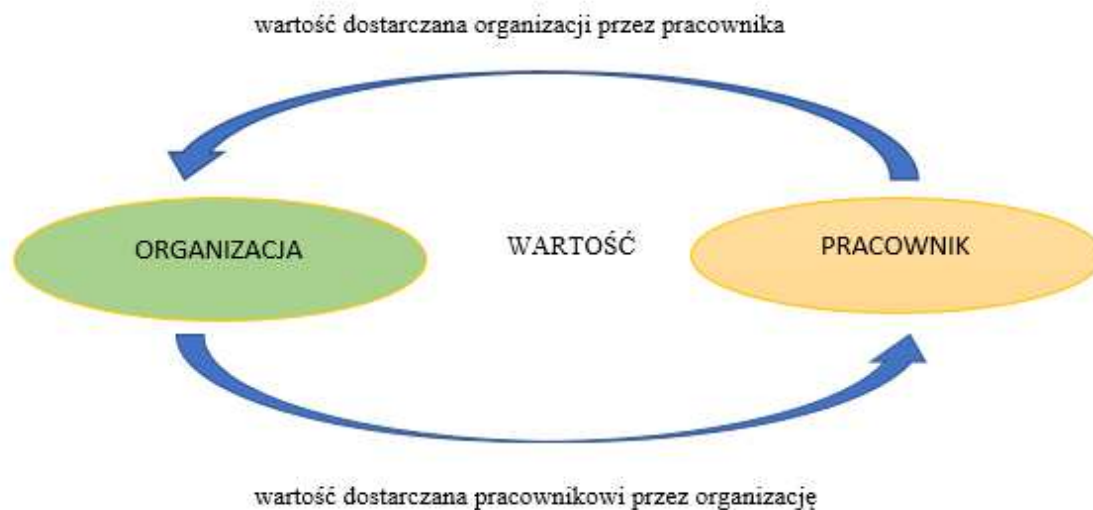 wartość dostarczana organizacji przez pracownika
ORGANIZACJA
WARTOŚĆ
PRACOWNIK
wartość dostarczana pracownikowi przez organizację